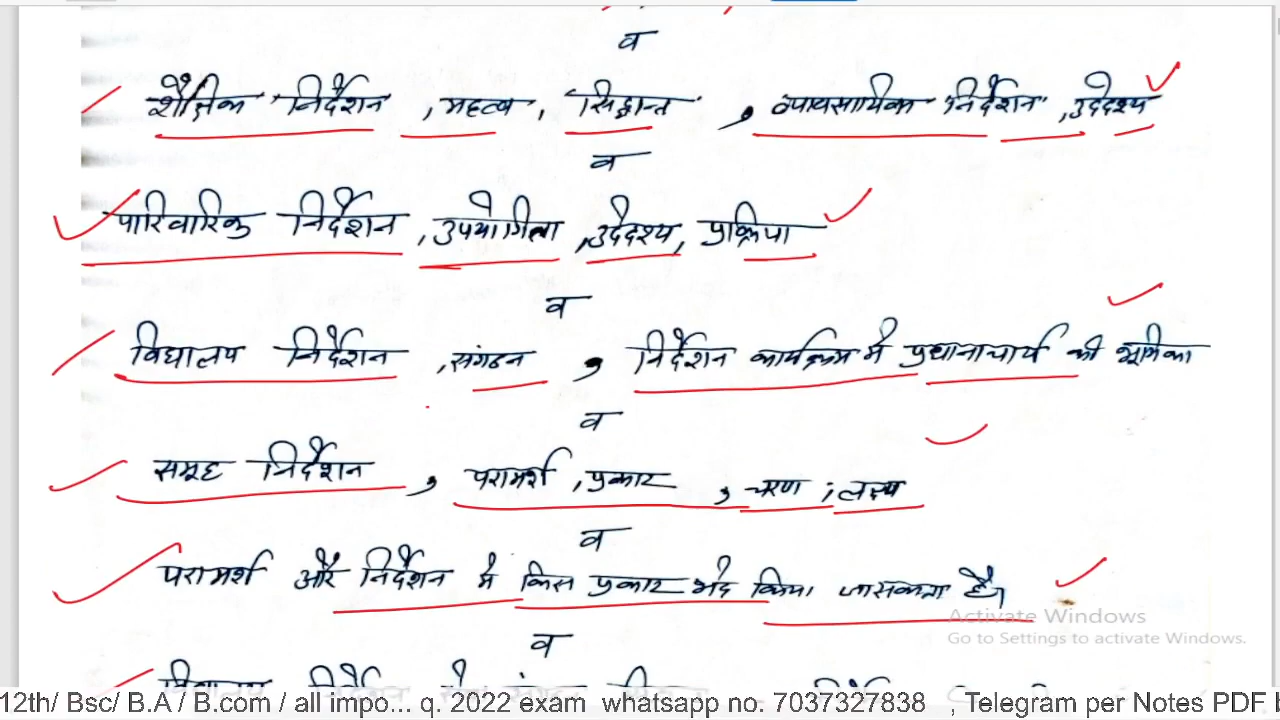 व
शैक्षिक निर्देशन, महत्व, सिद्धान्त, व्यावसायिक निर्देशन, उद्देश्य
व
पारिवारिक निर्देशन, उपयोगिता, उद्देश्य, प्रक्रिया
व
विद्यालय निर्देशन, संगठन, निर्देशन कार्यक्रम में प्रधानाचार्य की भूमिका
व
समूह निर्देशन, परामर्श, प्रकार, चरण, लक्ष्य
व
परामर्श और निर्देशन में किस प्रकार भेद किया जा सकता है।
Activate Windows
Go to Settings to activate Windows.
व
12th/ Bsc/ B.A / B.com / all impo... q. 2022 exam whatsapp no. 7037327838 , Telegram per Notes PDF